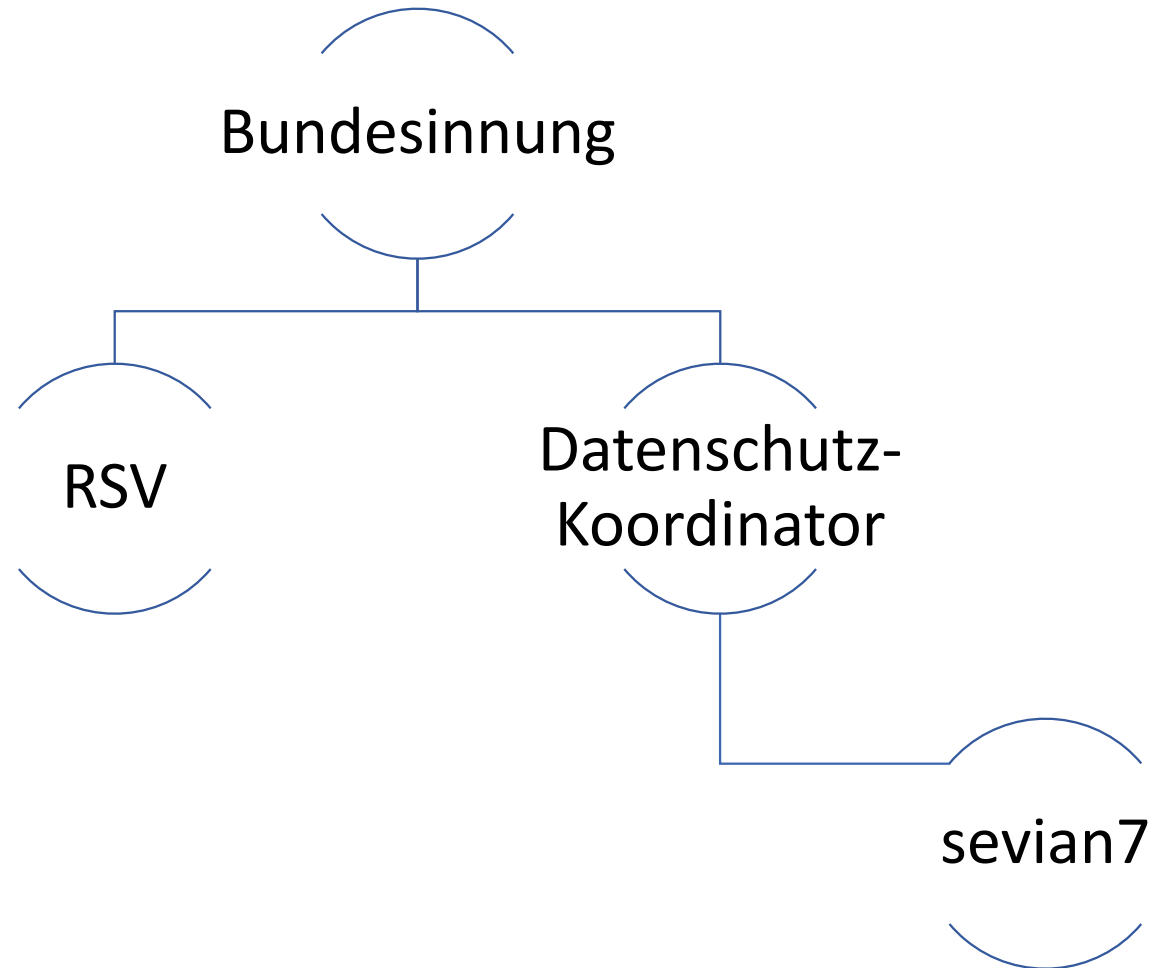 Bundesinnung
RSV
Datenschutz-
Koordinator
sevian7